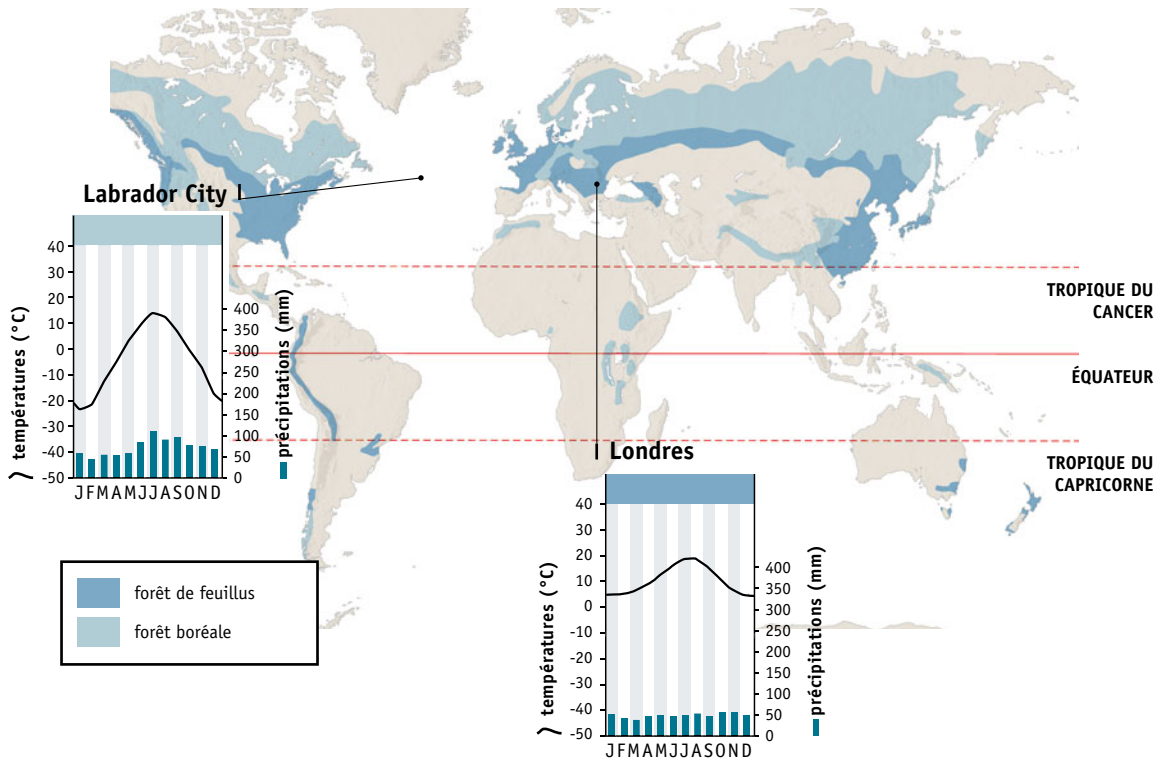 Labrador City
températures (°C)
40
30
20
10
0
-10
-20
-30
-40
-50
400
350
300
250
200
150
100
50
0
précipitations (mm)
J F M A M J J A S O N D
TROPIQUE DU
CANCER
ÉQUATEUR
TROPIQUE DU
CAPRICORNE
Londres
températures (°C)
40
30
20
10
0
-10
-20
-30
-40
-50
400
350
300
250
200
150
100
50
0
précipitations (mm)
J F M A M J J A S O N D
forêt de feuillus
forêt boréale